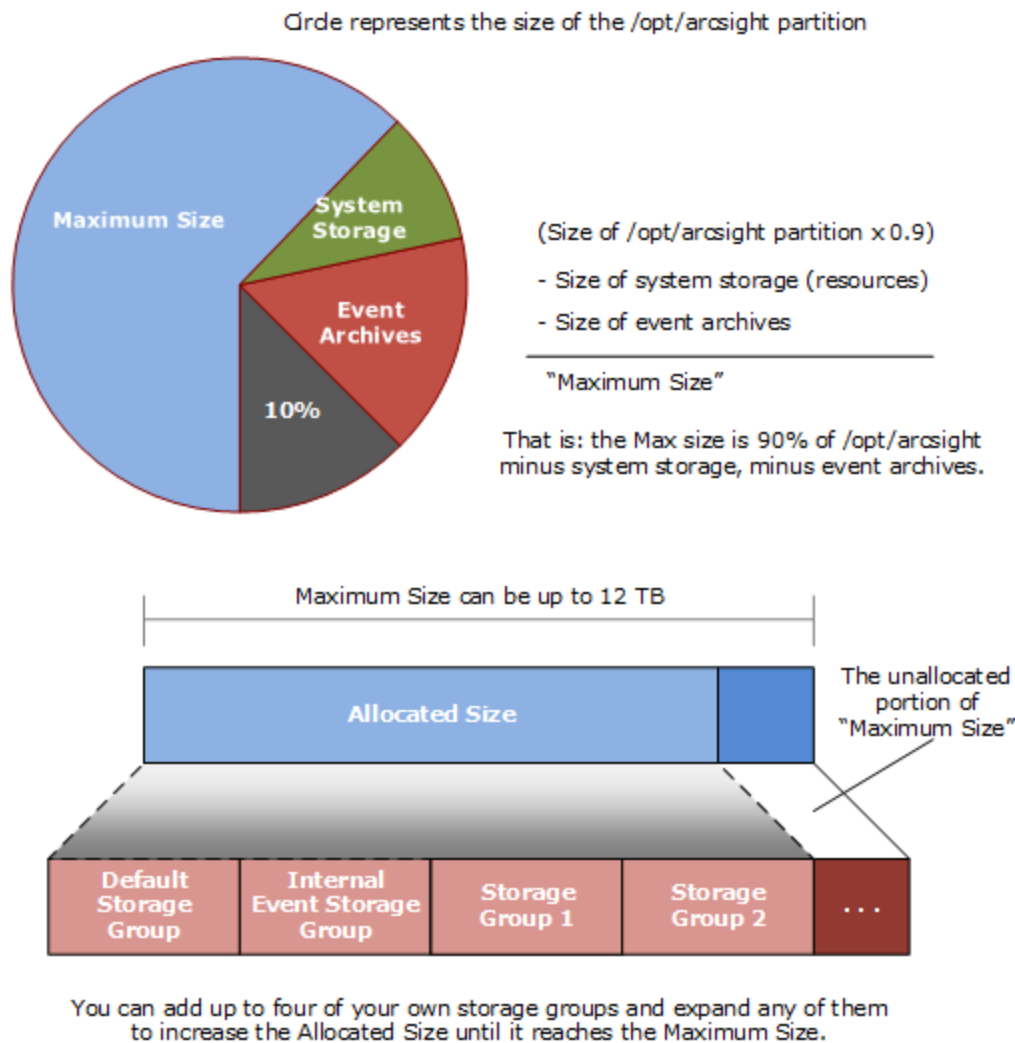 Circle represents the size of the /opt/arcsight partition
Maximum Size
System
Storage
Event
Archives
10%
(Size of /opt/arcsight partition x 0.9)
- Size of system storage (resources)
- Size of event archives
“Maximum Size”
That is: the Max size is 90% of /opt/arcsight
minus system storage, minus event archives.
Maximum Size can be up to 12 TB
Allocated Size
The unallocated
portion of
“Maximum Size”
Default
Storage
Group
Internal
Event Storage
Group
Storage
Group 1
Storage
Group 2
...
You can add up to four of your own storage groups and expand any of them
to increase the Allocated Size until it reaches the Maximum Size.